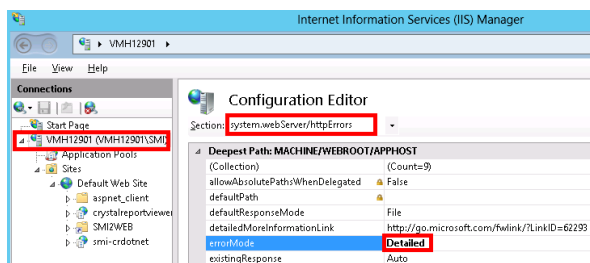 Internet Information Services (IIS) Manager
VMH12901
File View Help
Connections
Start Page
VMH12901 (VMH12901\SMI
Application Pools
Sites
Default Web Site
aspnet_client
crystalreportviewer
SMI2WEB
smi-crdotnet
Configuration Editor
Section: system.webServer/httpErrors
Deepest Path: MACHINE/WEBROOT/APPHOST
(Collection) (Count=9)
allowAbsolutePathsWhenDelegated False
defaultPath
defaultResponseMode File
detailedMoreInformationLink http://go.microsoft.com/fwlink/?LinkID=62293
errorMode Detailed
existingResponse Auto